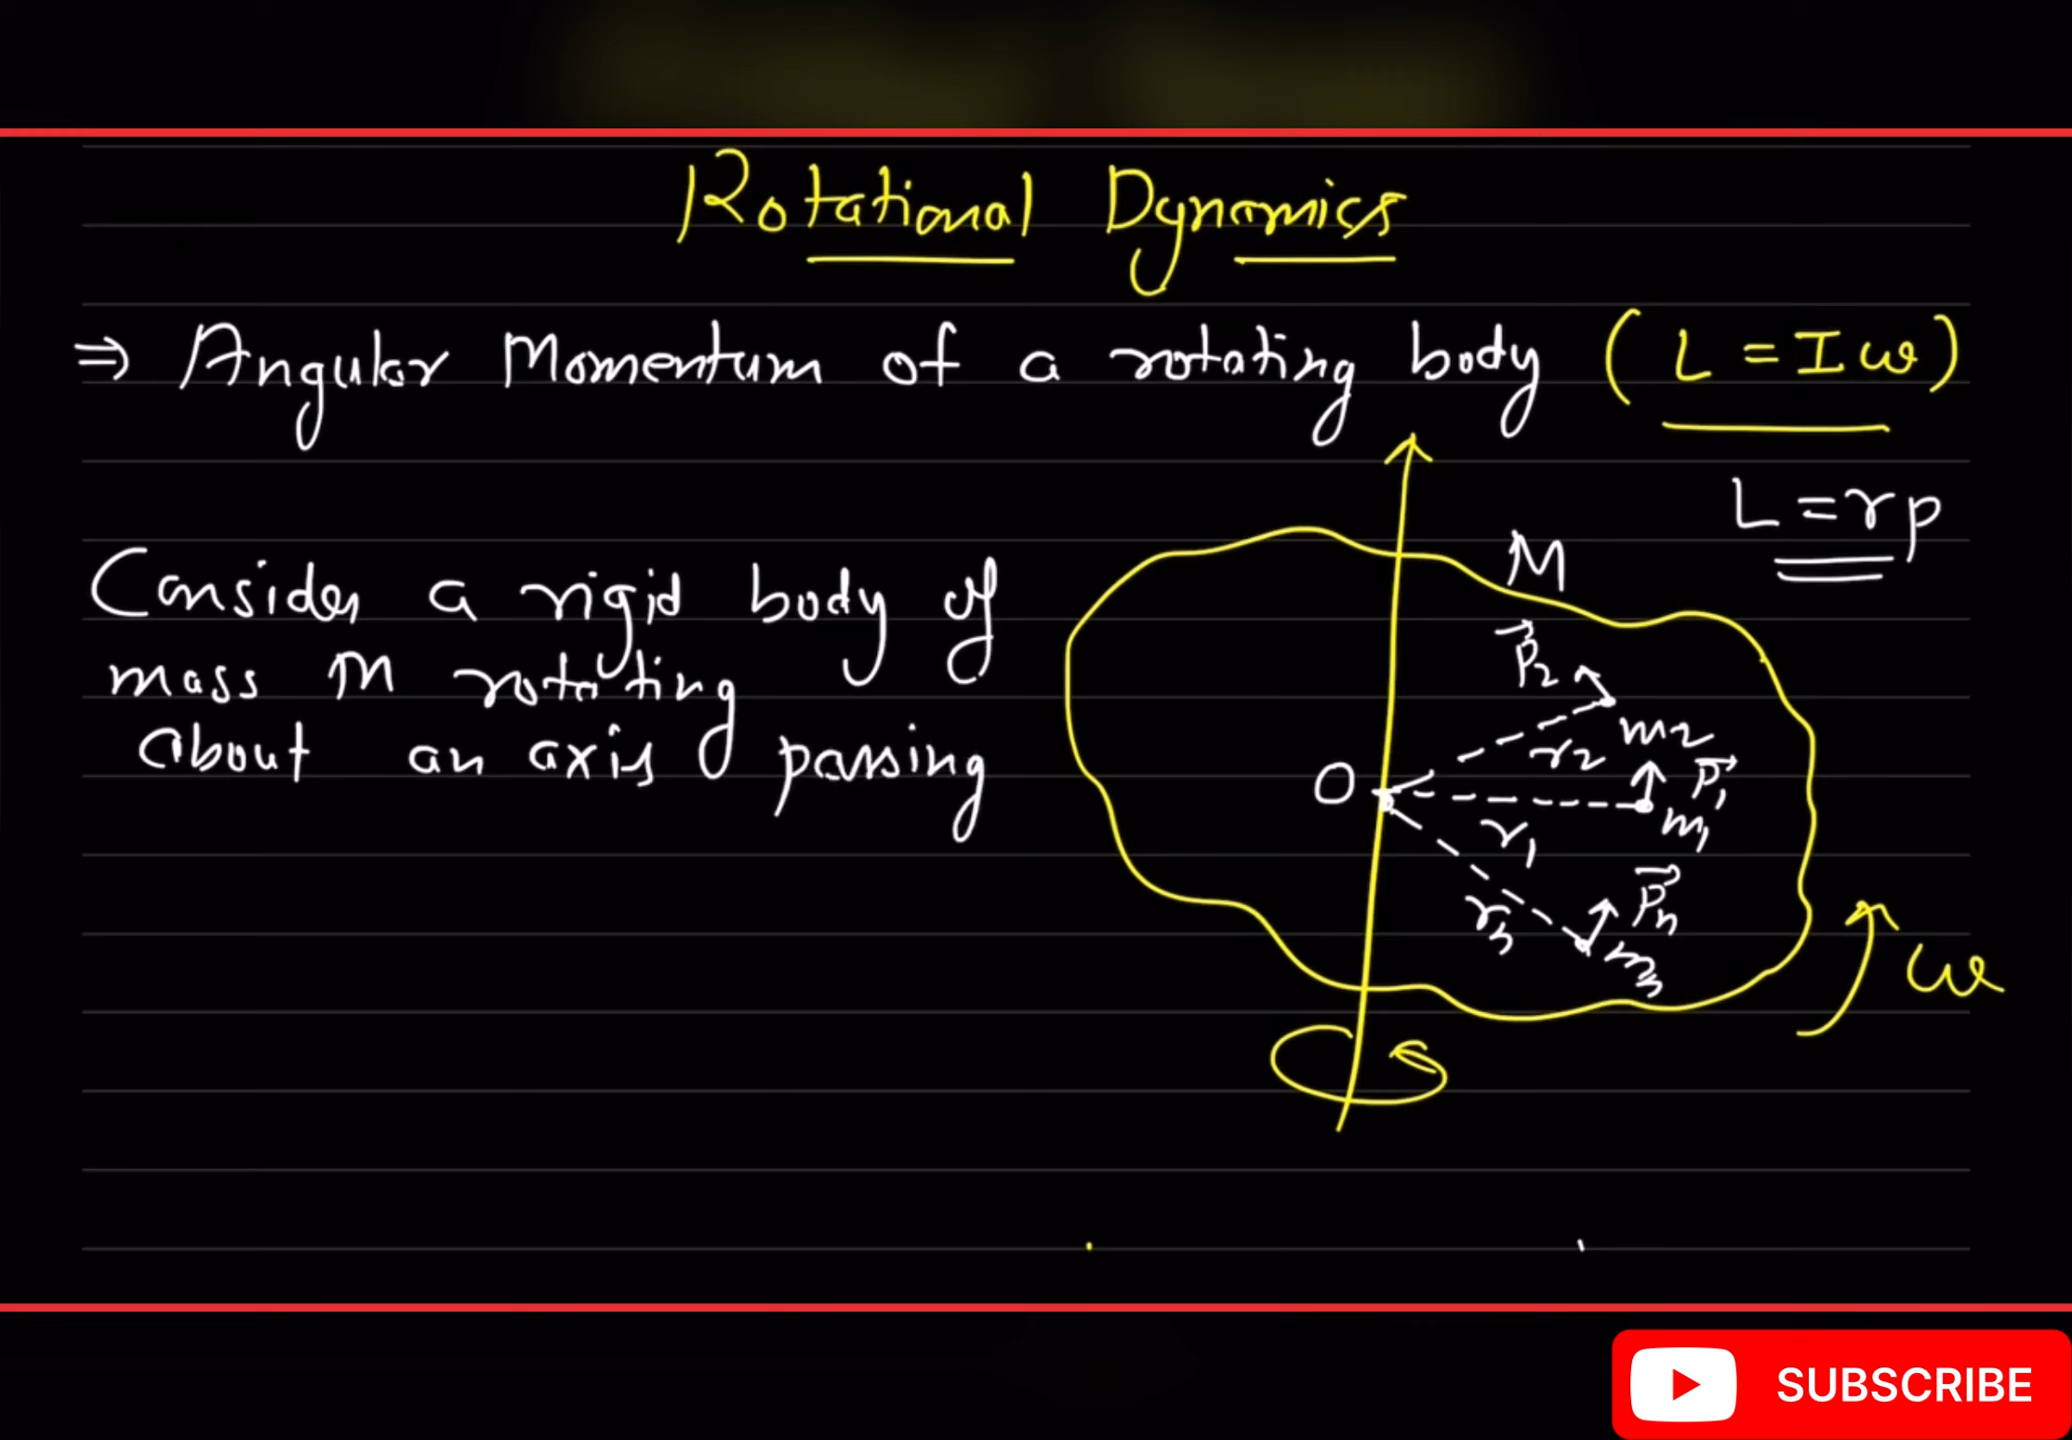 Rotational Dynamics
⇒ Angular Momentum of a rotating body (L = Iω)
L = rp
Consider a rigid body of
mass M rotating
about an axis passing
M
p⃗₂
m₂
r₂
O
p⃗₁
m₁
r₁
p⃗ₙ
r₃
m₃
ω
SUBSCRIBE